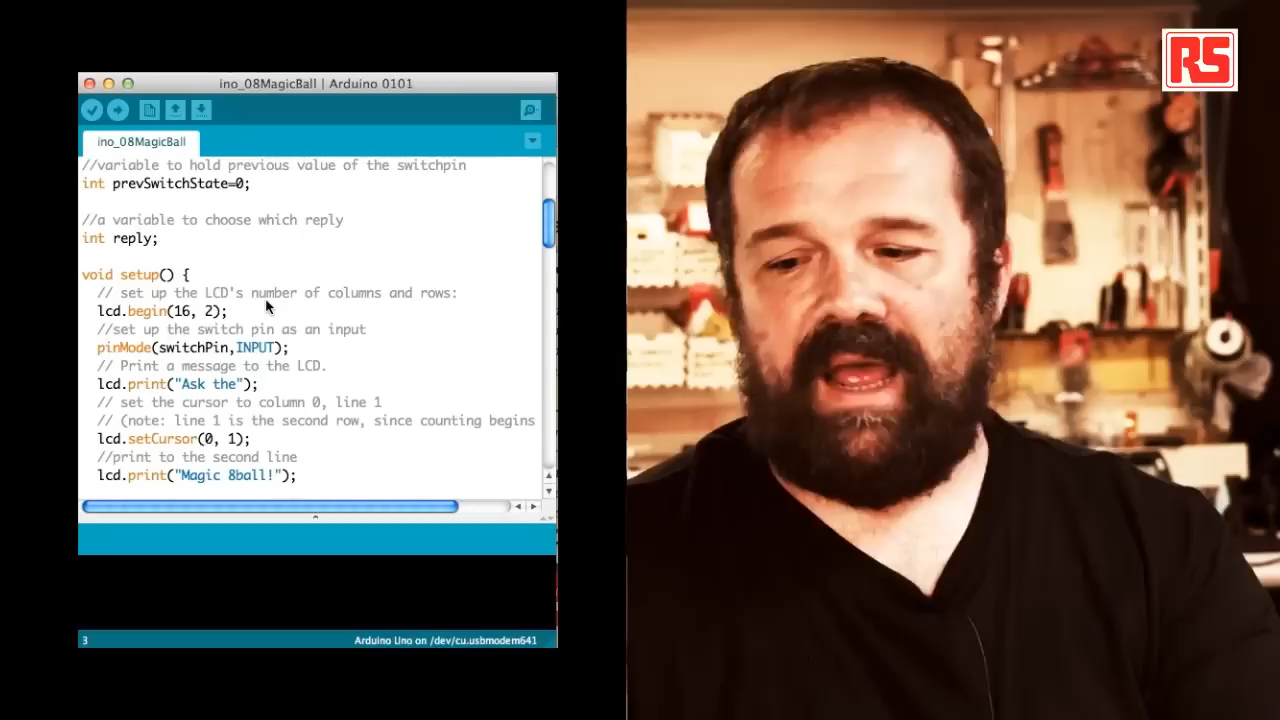 RS
ino_08MagicBall | Arduino 0101
ino_08MagicBall
//variable to hold previous value of the switchpin
int prevSwitchState=0;
//a variable to choose which reply
int reply;
void setup() {
// set up the LCD's number of columns and rows:
lcd.begin(16, 2);
//set up the switch pin as an input
pinMode(switchPin,INPUT);
// Print a message to the LCD.
lcd.print("Ask the");
// set the cursor to column 0, line 1
// (note: line 1 is the second row, since counting begins
lcd.setCursor(0, 1);
//print to the second line
lcd.print("Magic 8ball!");
3
Arduino Uno on /dev/cu.usbmodem641